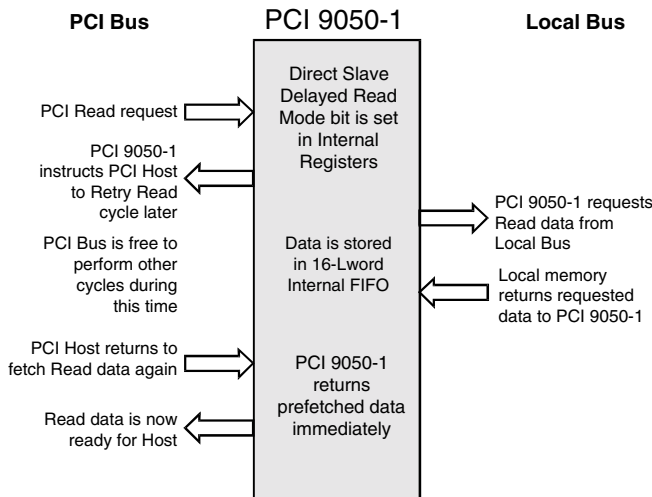 PCI Bus
PCI 9050-1
Local Bus
Direct Slave
Delayed Read
Mode bit is set
in Internal
Registers
PCI Read request
PCI 9050-1
instructs PCI Host
to Retry Read
cycle later
PCI 9050-1 requests
Read data from
Local Bus
PCI Bus is free to
perform other
cycles during
this time
Data is stored
in 16-Lword
Internal FIFO
Local memory
returns requested
data to PCI 9050-1
PCI Host returns to
fetch Read data again
PCI 9050-1
returns
prefetched data
immediately
Read data is now
ready for Host